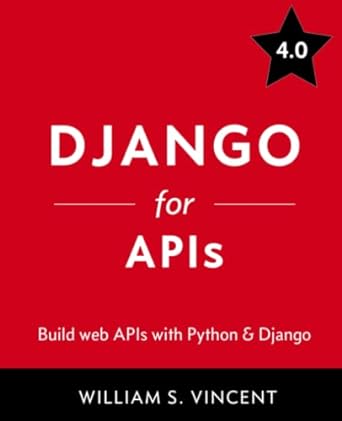 4.0
DJANGO
for
APIs
Build web APIs with Python & Django
WILLIAM S. VINCENT